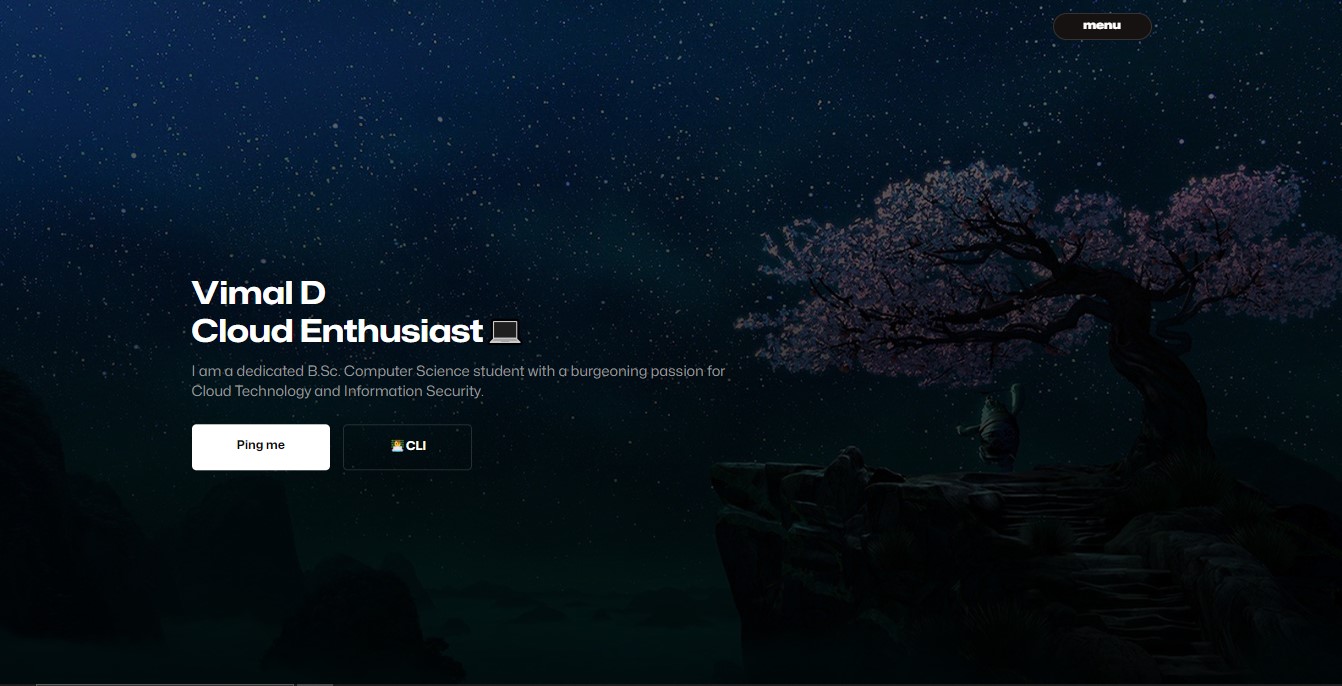 menu
Vimal D
Cloud Enthusiast 💻
I am a dedicated B.Sc. Computer Science student with a burgeoning passion for
Cloud Technology and Information Security.
Ping me
👨‍💻 CLI